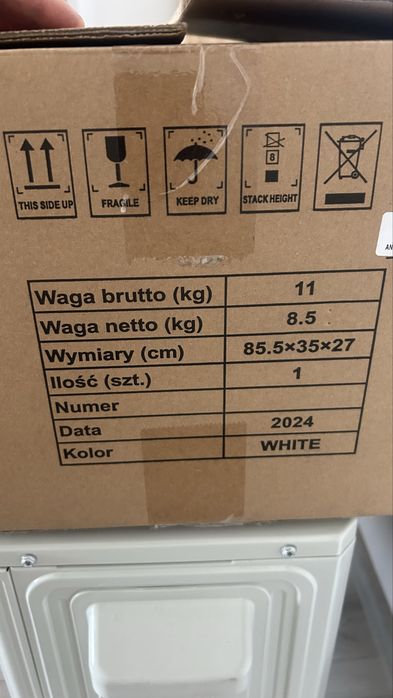 THIS SIDE UP FRAGILE KEEP DRY STACK HEIGHT
8
AN
Waga brutto (kg) 11
Waga netto (kg) 8.5
Wymiary (cm) 85.5×35×27
Ilość (szt.) 1
Numer
Data 2024
Kolor WHITE